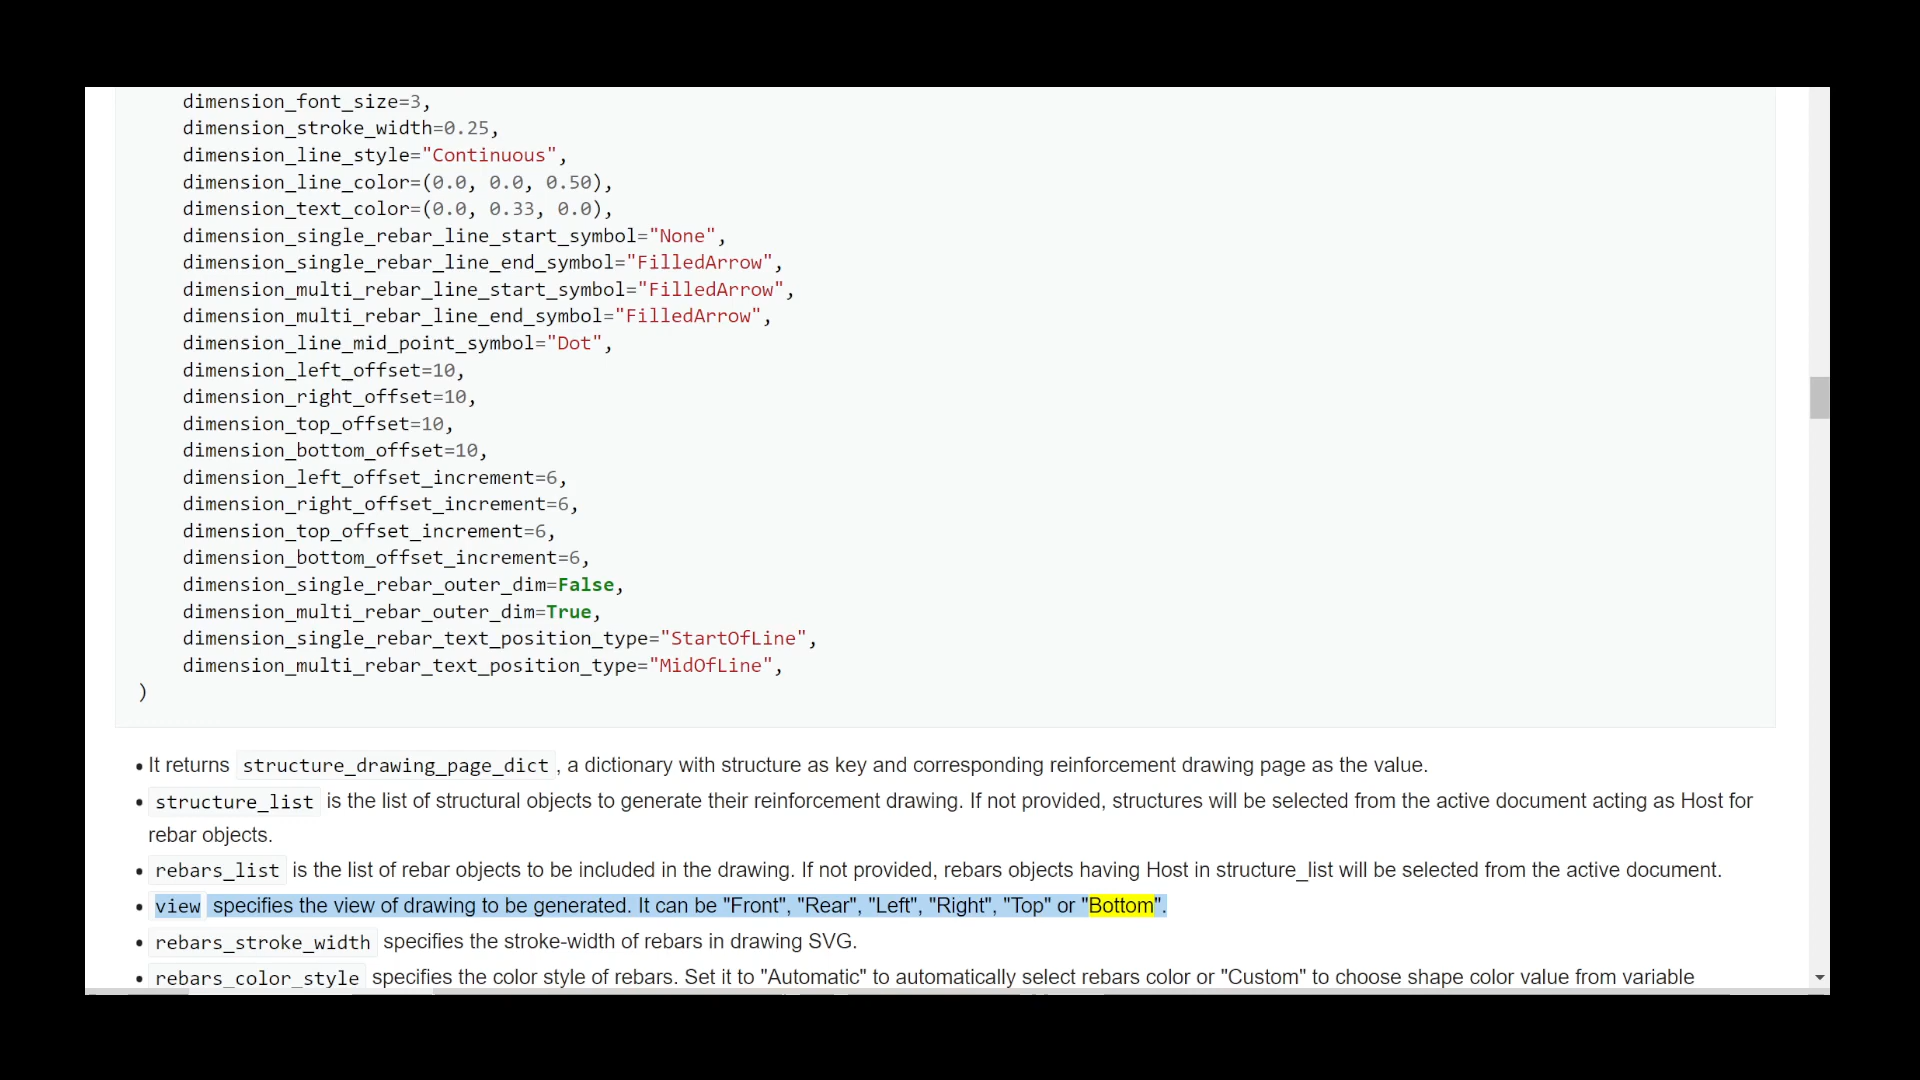 dimension_font_size=3,
dimension_stroke_width=0.25,
dimension_line_style="Continuous",
dimension_line_color=(0.0, 0.0, 0.50),
dimension_text_color=(0.0, 0.33, 0.0),
dimension_single_rebar_line_start_symbol="None",
dimension_single_rebar_line_end_symbol="FilledArrow",
dimension_multi_rebar_line_start_symbol="FilledArrow",
dimension_multi_rebar_line_end_symbol="FilledArrow",
dimension_line_mid_point_symbol="Dot",
dimension_left_offset=10,
dimension_right_offset=10,
dimension_top_offset=10,
dimension_bottom_offset=10,
dimension_left_offset_increment=6,
dimension_right_offset_increment=6,
dimension_top_offset_increment=6,
dimension_bottom_offset_increment=6,
dimension_single_rebar_outer_dim=False,
dimension_multi_rebar_outer_dim=True,
dimension_single_rebar_text_position_type="StartOfLine",
dimension_multi_rebar_text_position_type="MidOfLine",
)
• It returns structure_drawing_page_dict , a dictionary with structure as key and corresponding reinforcement drawing page as the value.
• structure_list is the list of structural objects to generate their reinforcement drawing. If not provided, structures will be selected from the active document acting as Host for
rebar objects.
• rebars_list is the list of rebar objects to be included in the drawing. If not provided, rebars objects having Host in structure_list will be selected from the active document.
• view specifies the view of drawing to be generated. It can be "Front", "Rear", "Left", "Right", "Top" or "Bottom".
• rebars_stroke_width specifies the stroke-width of rebars in drawing SVG.
• rebars_color_style specifies the color style of rebars. Set it to "Automatic" to automatically select rebars color or "Custom" to choose shape color value from variable